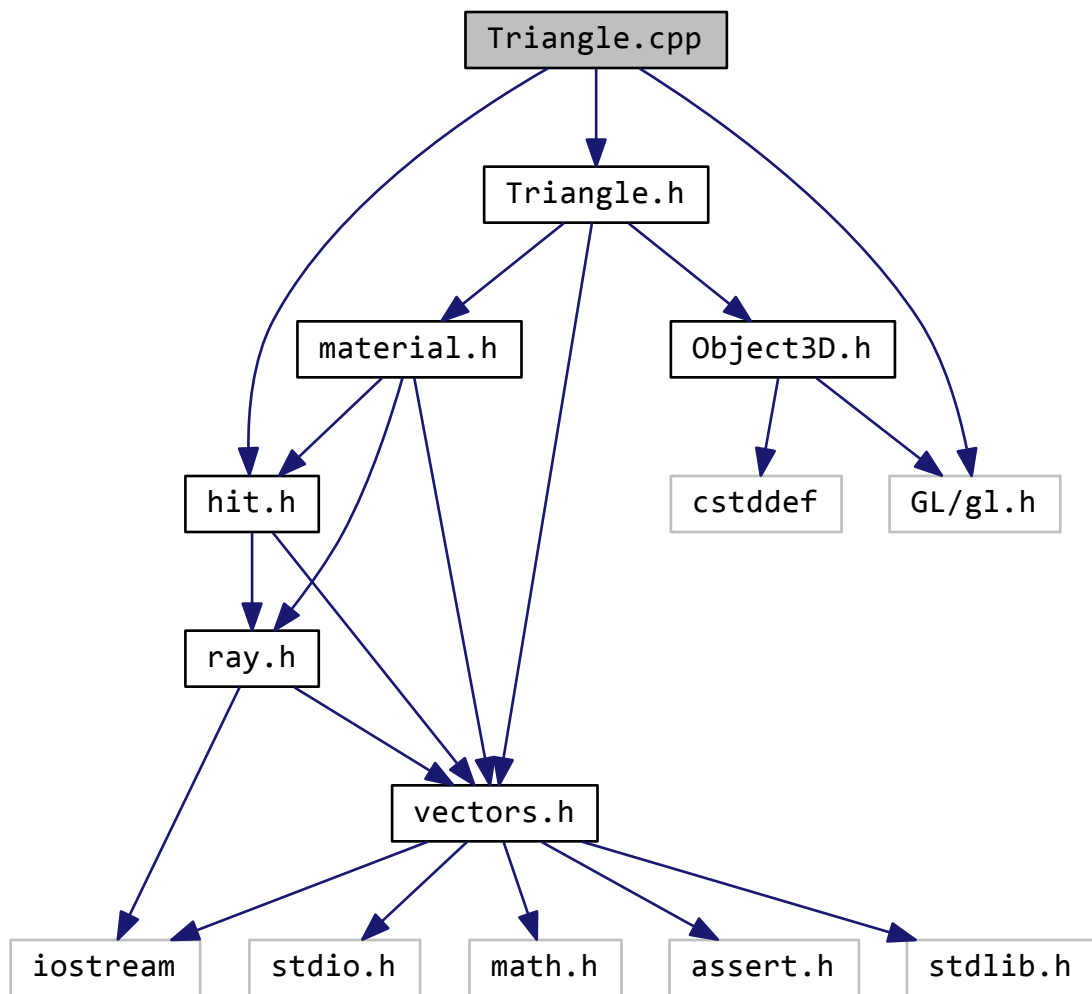 Triangle.cpp
Triangle.h
material.h
Object3D.h
hit.h
cstddef
GL/gl.h
ray.h
vectors.h
iostream
stdio.h
math.h
assert.h
stdlib.h